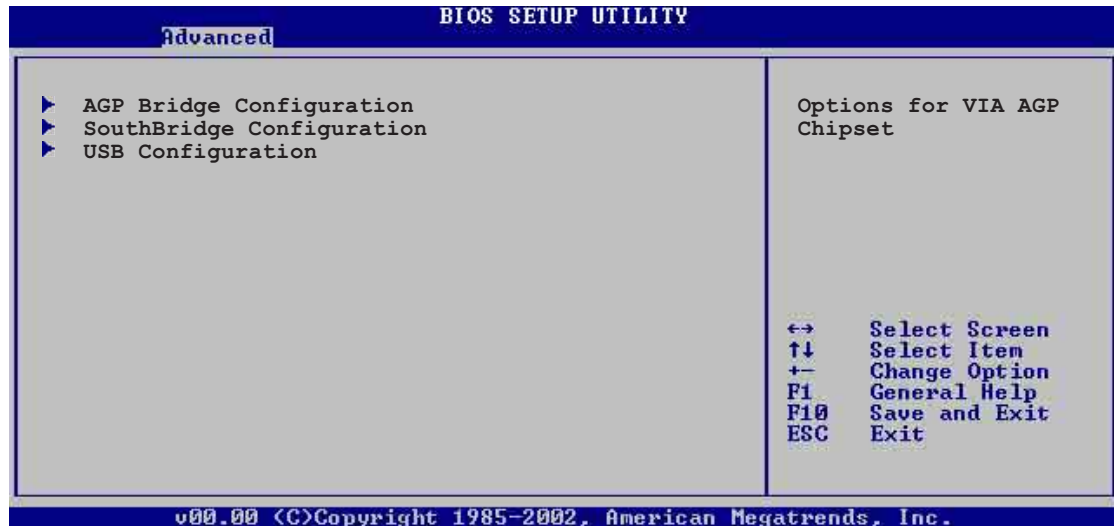 BIOS SETUP UTILITY
Advanced
AGP Bridge Configuration
SouthBridge Configuration
USB Configuration
Options for VIA AGP
Chipset
←→ Select Screen
↑↓ Select Item
+- Change Option
F1 General Help
F10 Save and Exit
ESC Exit
v00.00 (C)Copyright 1985-2002, American Megatrends, Inc.